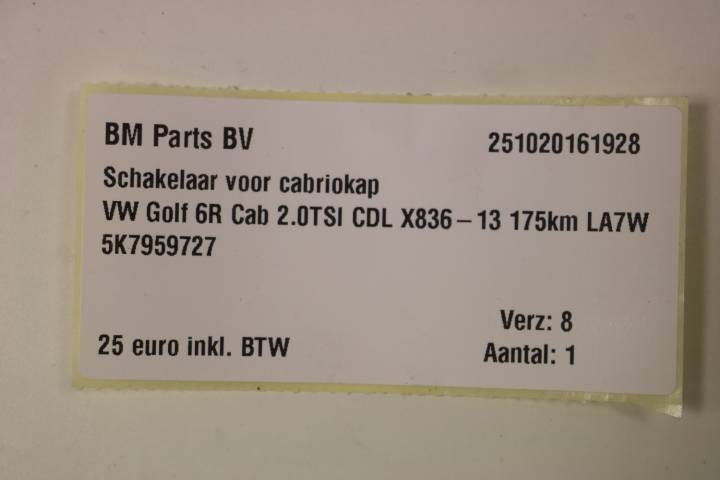 BM Parts BV 251020161928
Schakelaar voor cabriokap
VW Golf 6R Cab 2.0TSI CDL X836-13 175km LA7W
5K7959727
Verz: 8
25 euro inkl. BTW Aantal: 1